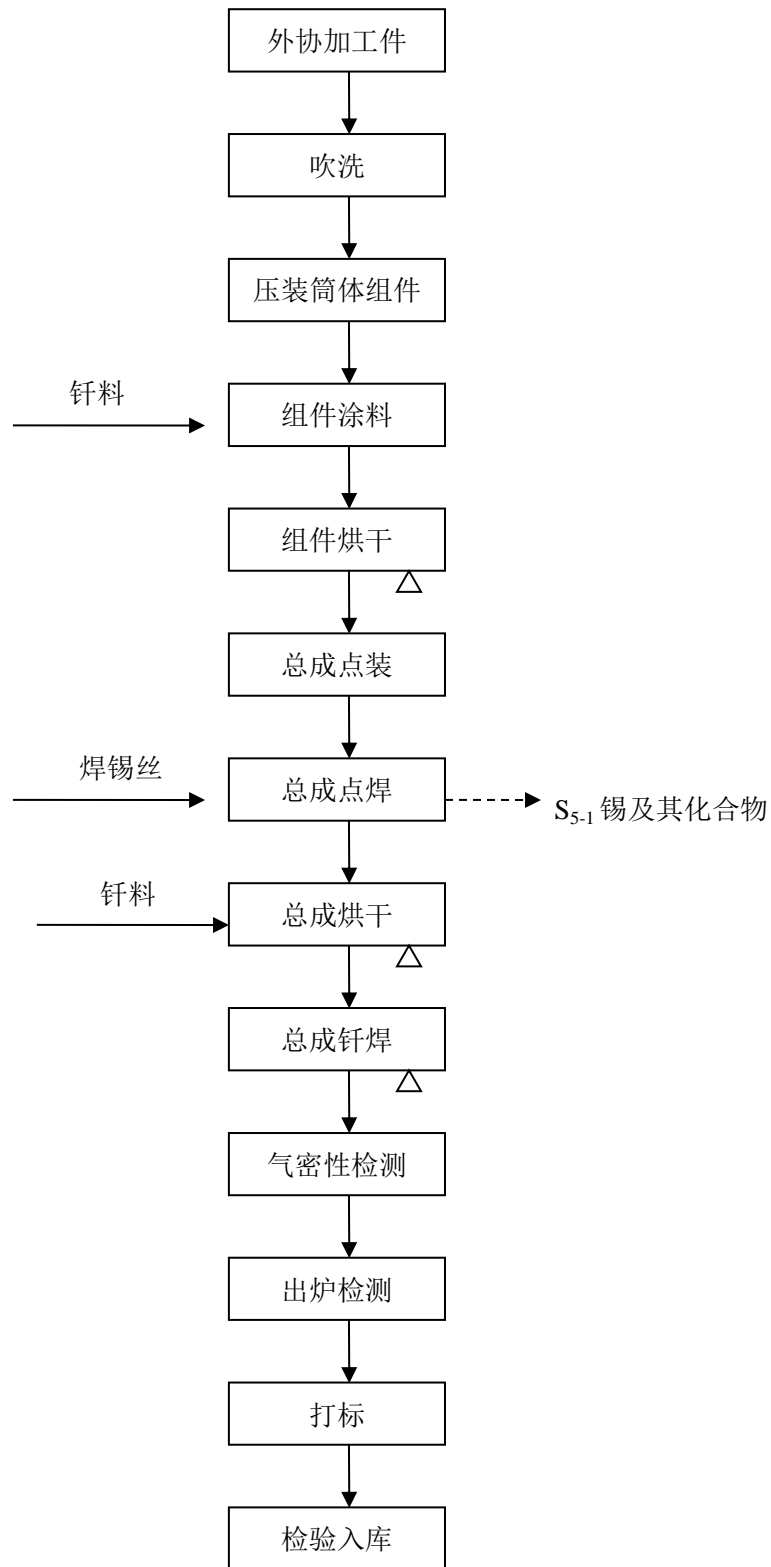 外协加工件
吹洗
压装筒体组件
钎料
组件涂料
组件烘干
总成点装
焊锡丝
总成点焊
S5-1 锡及其化合物
钎料
总成烘干
总成钎焊
气密性检测
出炉检测
打标
检验入库